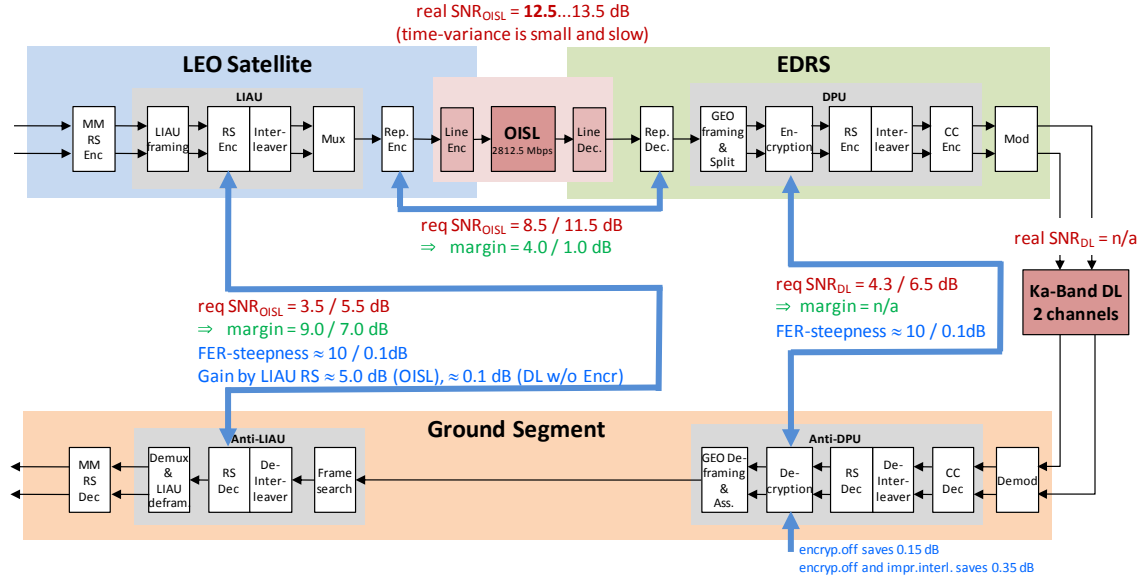 real SNR_OISL = 12.5...13.5 dB
(time-variance is small and slow)
LEO Satellite
EDRS
LIAU
DPU
MM
RS
Enc
LIAU
framing
RS
Enc
Inter-
leaver
Mux
Rep.
Enc
Line
Enc
OISL
2812.5 Mbps
Line
Dec.
Rep.
Dec.
GEO
framing
&
Split
En-
cryption
RS
Enc
Inter-
leaver
CC
Enc
Mod
req SNR_OISL = 8.5 / 11.5 dB
⇒ margin = 4.0 / 1.0 dB
real SNR_DL = n/a
req SNR_OISL = 3.5 / 5.5 dB
⇒ margin = 9.0 / 7.0 dB
FER-steepness ≈ 10 / 0.1dB
Gain by LIAU RS ≈ 5.0 dB (OISL), ≈ 0.1 dB (DL w/o Encr)
req SNR_DL = 4.3 / 6.5 dB
⇒ margin = n/a
FER-steepness ≈ 10 / 0.1dB
Ka-Band DL
2 channels
Ground Segment
Anti-LIAU
Anti-DPU
MM
RS
Dec
Demux
&
LIAU
defram.
RS
Dec
De-
Inter-
leaver
Frame
search
GEO De-
framing
&
Ass.
De-
cryption
RS
Dec
De-
Inter-
leaver
CC
Dec
Demod
encryp.off saves 0.15 dB
encryp.off and impr.interl. saves 0.35 dB